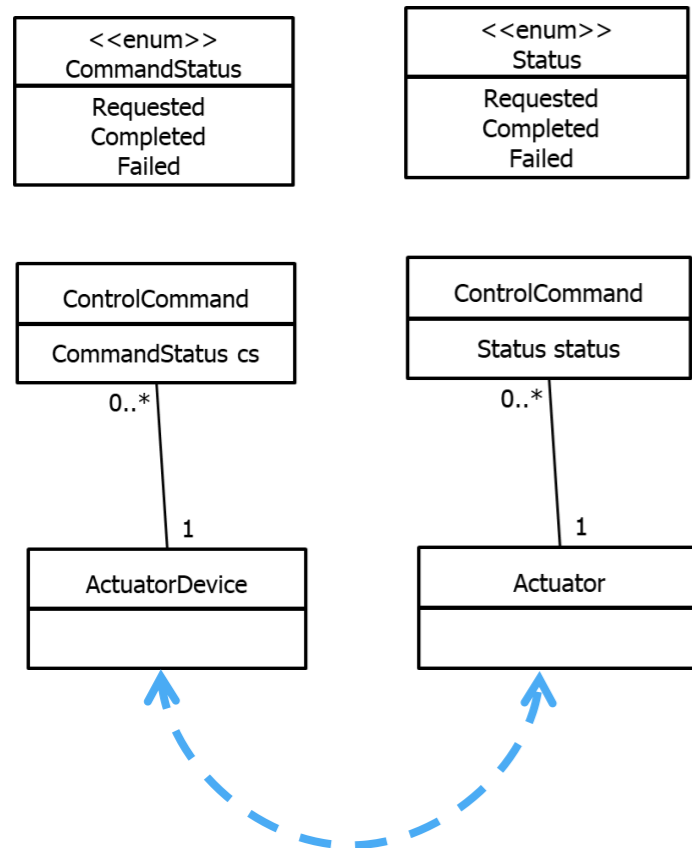 <<enum>>
CommandStatus
Requested
Completed
Failed
<<enum>>
Status
Requested
Completed
Failed
ControlCommand
CommandStatus cs
0..*
1
ActuatorDevice
ControlCommand
Status status
0..*
1
Actuator